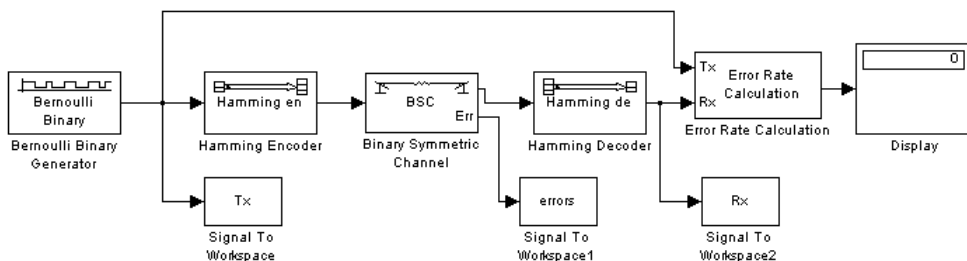 Bernoulli
Binary
Bernoulli Binary
Generator
Hamming en
Hamming Encoder
BSC
Err
Binary Symmetric
Channel
Hamming de
Hamming Decoder
Tx
Rx
Error Rate
Calculation
Error Rate Calculation
0
Display
Tx
Signal To
Workspace
errors
Signal To
Workspace1
Rx
Signal To
Workspace2